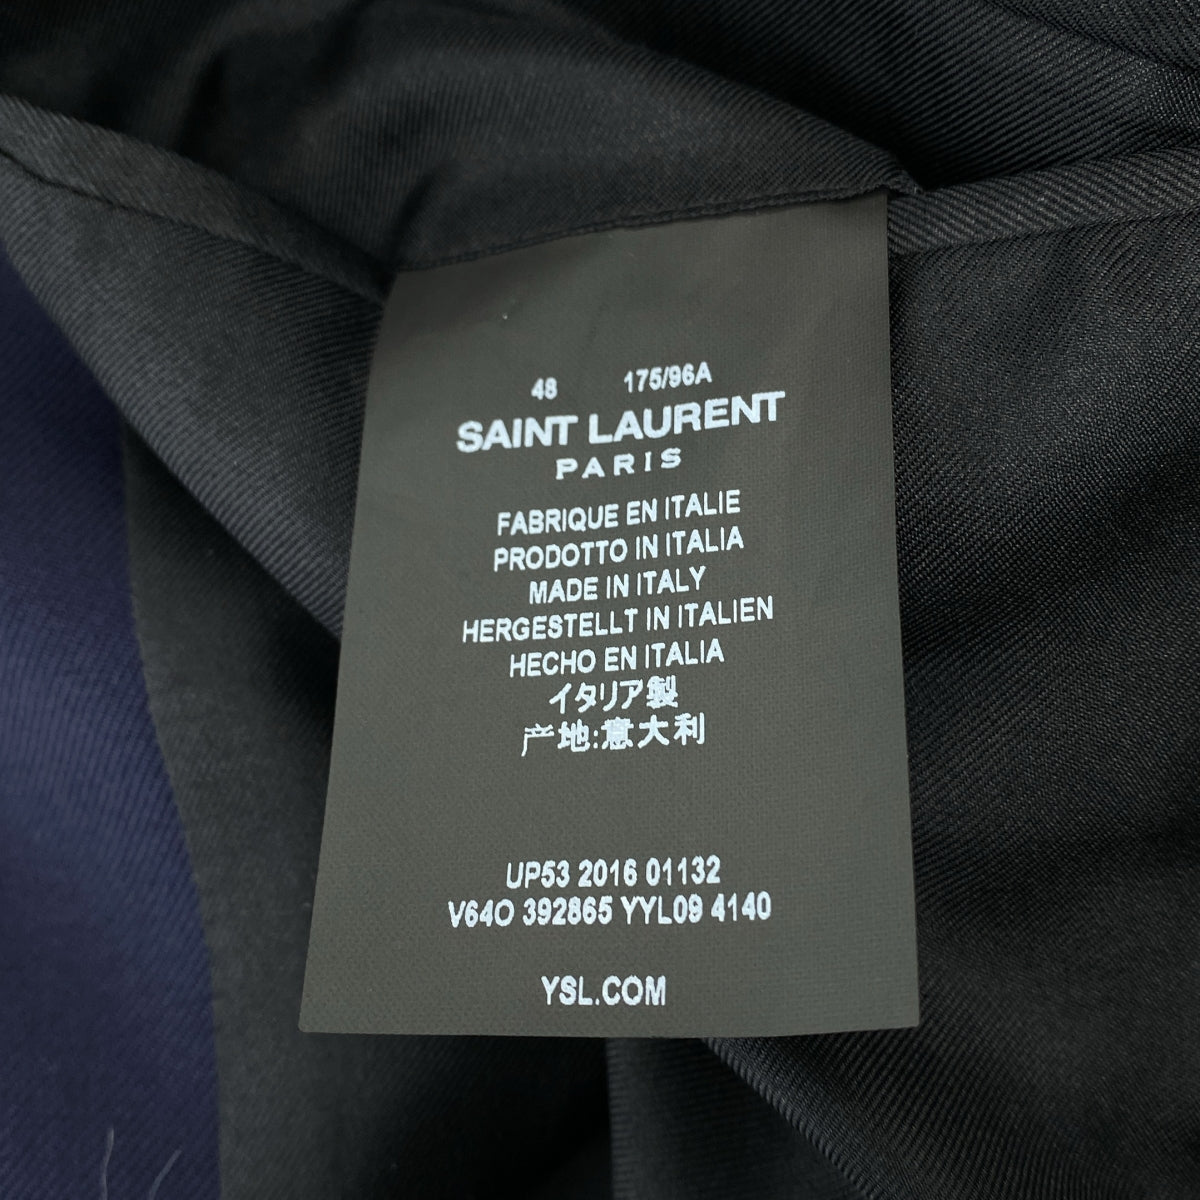 48 175/96A
SAINT LAURENT
PARIS
FABRIQUE EN ITALIE
PRODOTTO IN ITALIA
MADE IN ITALY
HERGESTELLT IN ITALIEN
HECHO EN ITALIA
イタリア製
产地:意大利
UP53 2016 01132
V64O 392865 YYL09 4140
YSL.COM